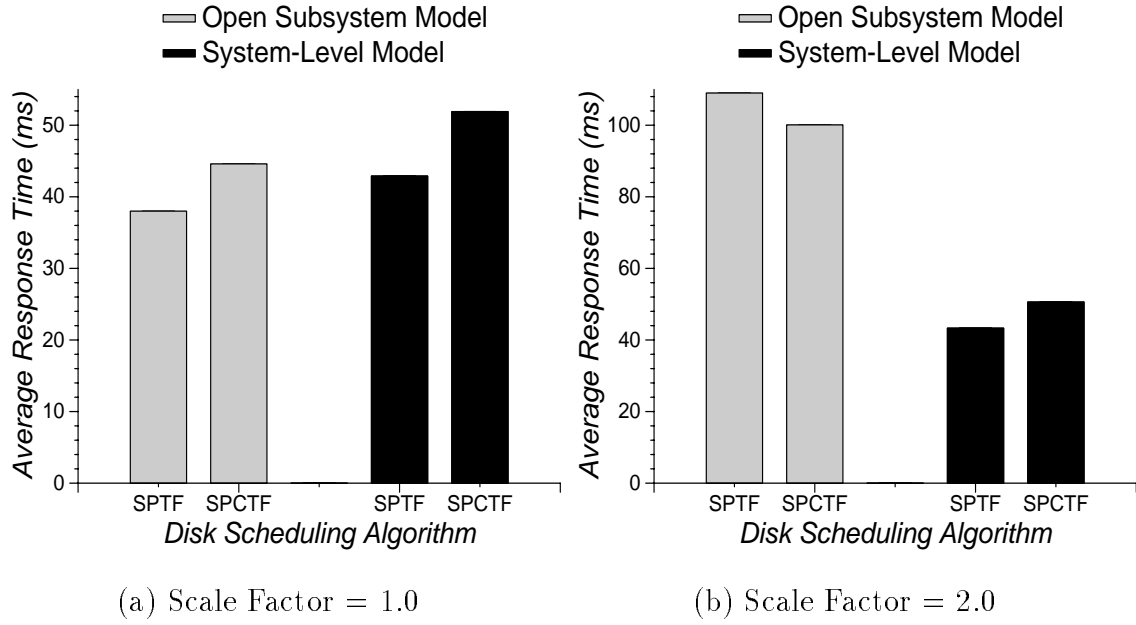 Open Subsystem Model
System-Level Model
Average Response Time (ms)
50
40
30
20
10
0
SPTF SPCTF SPTF SPCTF
Disk Scheduling Algorithm
(a) Scale Factor = 1.0
Open Subsystem Model
System-Level Model
Average Response Time (ms)
100
80
60
40
20
0
SPTF SPCTF SPTF SPCTF
Disk Scheduling Algorithm
(b) Scale Factor = 2.0